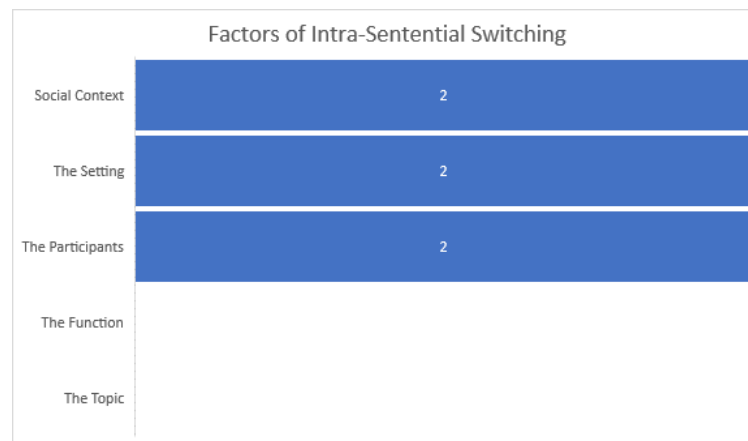 Factors of Intra-Sentential Switching
Social Context
2
The Setting
2
The Participants
2
The Function
The Topic